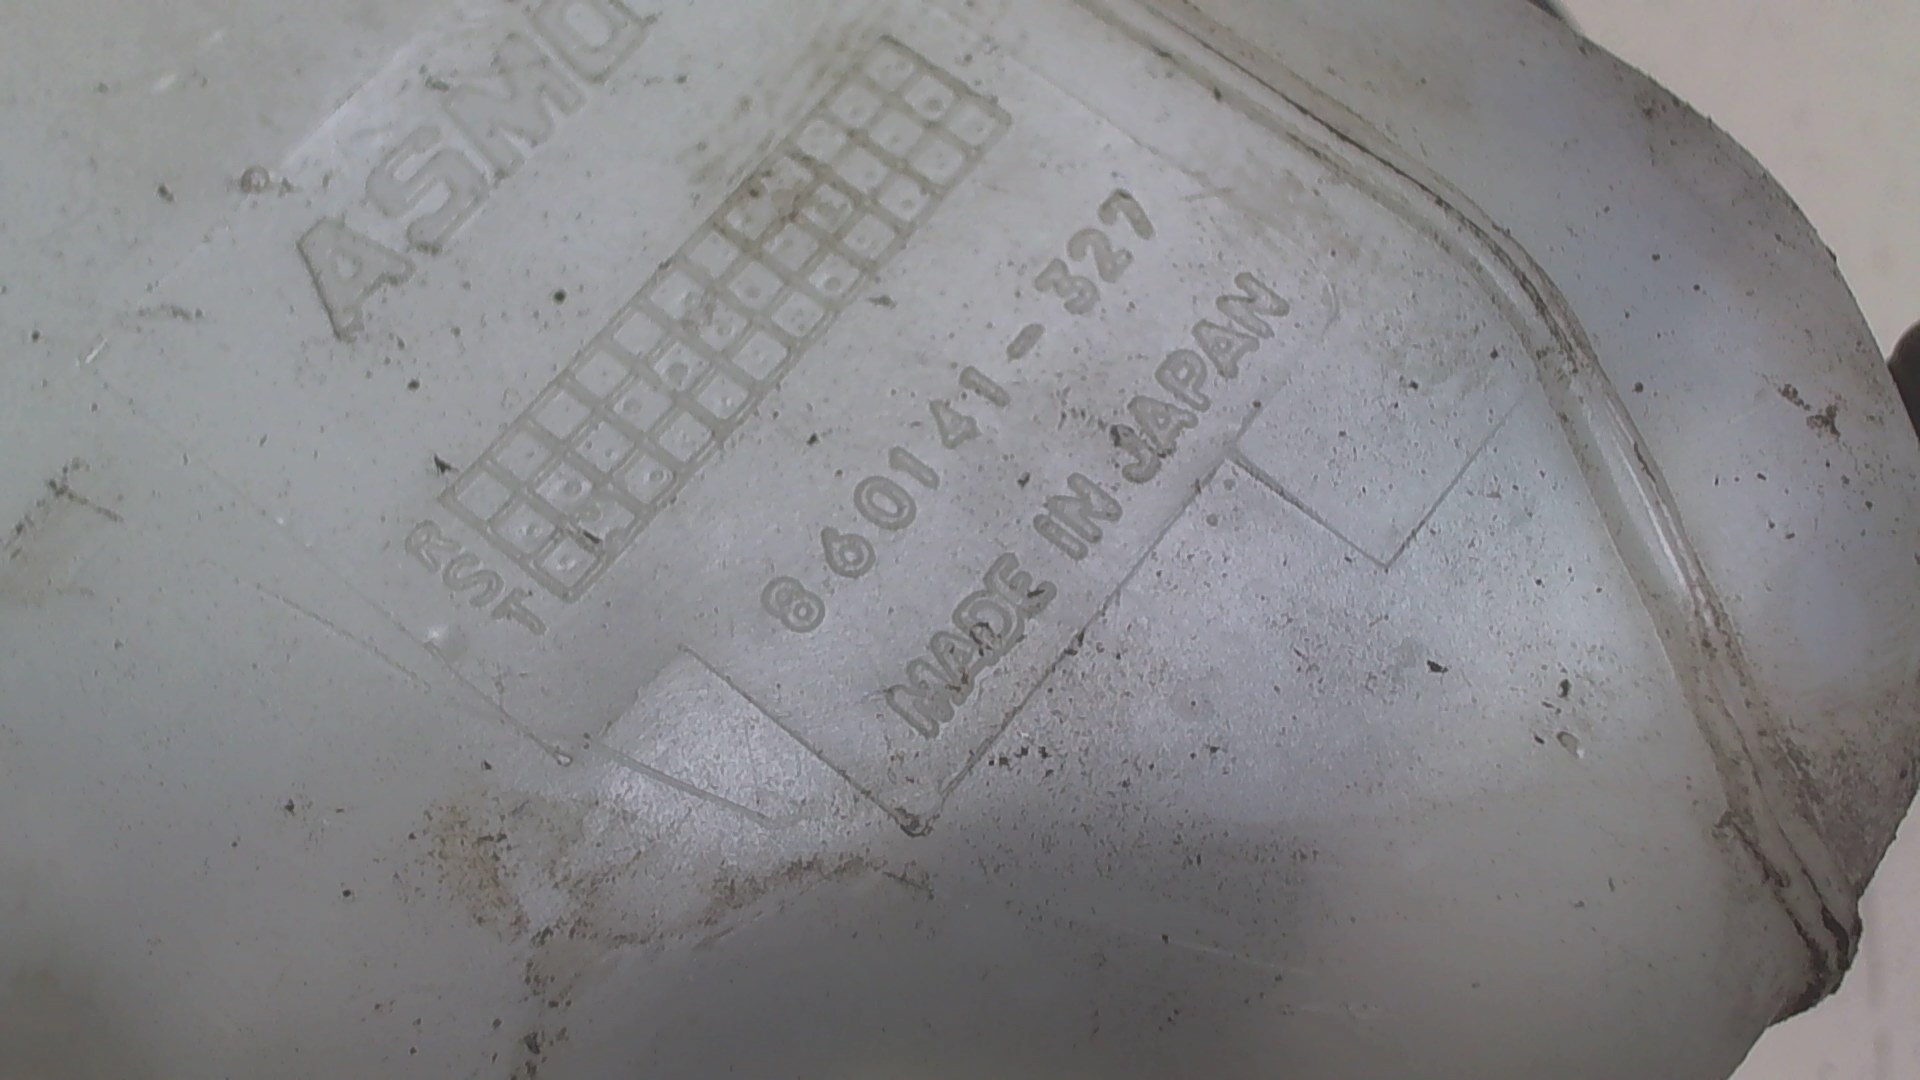 ASMO
R
S
T
860141-327
MADE IN JAPAN